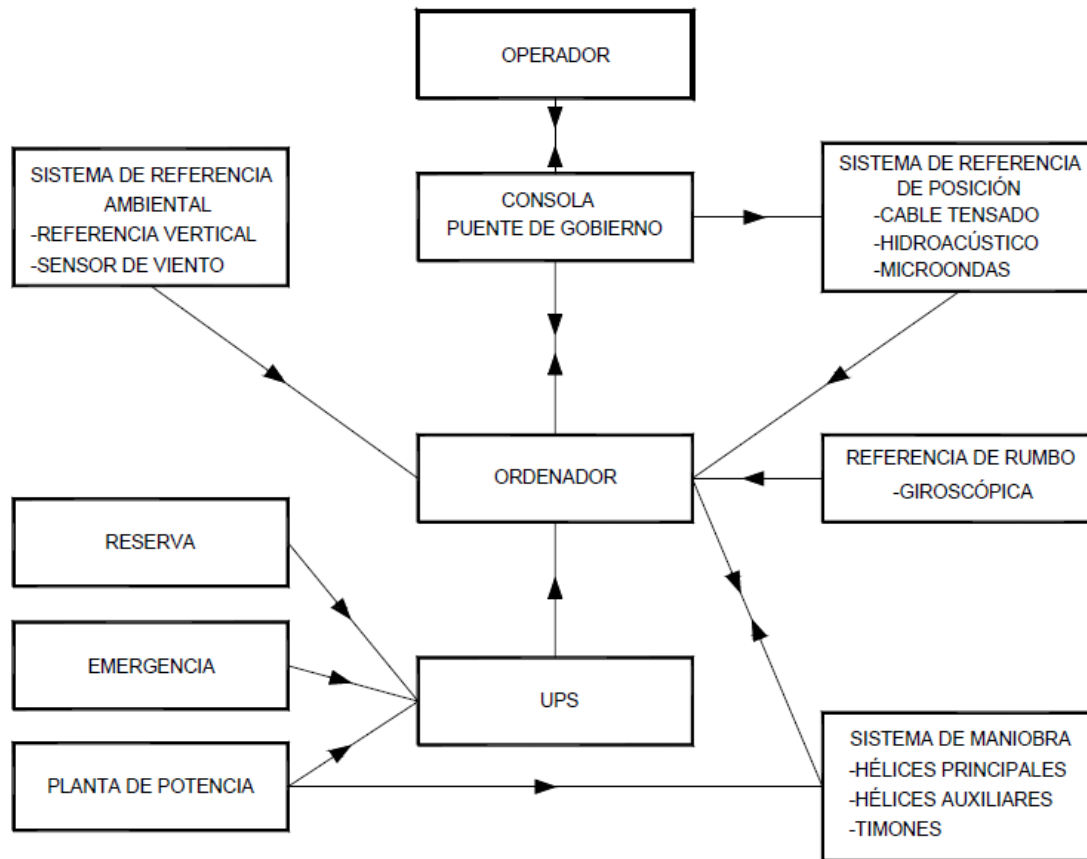 OPERADOR
SISTEMA DE REFERENCIA
AMBIENTAL
-REFERENCIA VERTICAL
-SENSOR DE VIENTO
CONSOLA
PUENTE DE GOBIERNO
SISTEMA DE REFERENCIA
DE POSICIÓN
-CABLE TENSADO
-HIDROACÚSTICO
-MICROONDAS
ORDENADOR
REFERENCIA DE RUMBO
-GIROSCÓPICA
RESERVA
EMERGENCIA
UPS
PLANTA DE POTENCIA
SISTEMA DE MANIOBRA
-HÉLICES PRINCIPALES
-HÉLICES AUXILIARES
-TIMONES